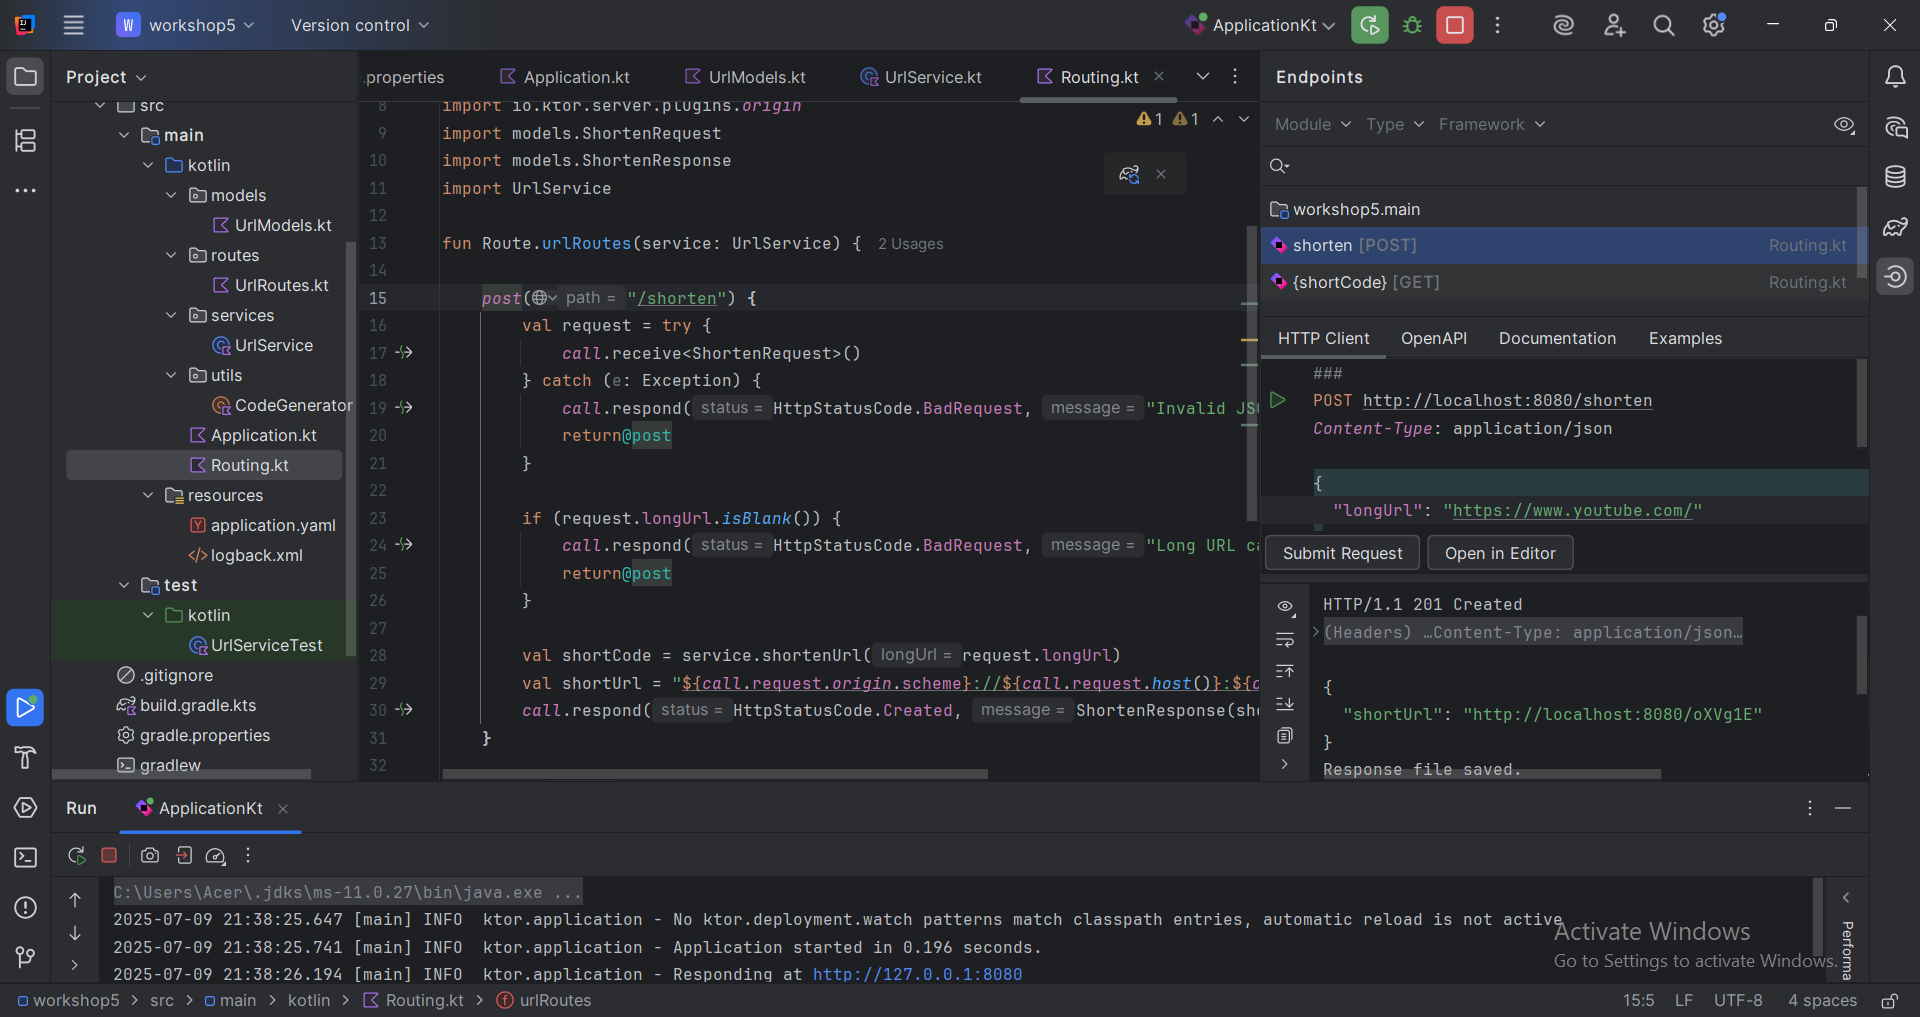 W workshop5
Version control
ApplicationKt
Project
.properties
Application.kt
UrlModels.kt
UrlService.kt
Routing.kt
Endpoints
src
main
kotlin
models
UrlModels.kt
routes
UrlRoutes.kt
services
UrlService
utils
CodeGenerator
Application.kt
Routing.kt
resources
application.yaml
logback.xml
test
kotlin
UrlServiceTest
.gitignore
build.gradle.kts
gradle.properties
gradlew
1 1
8 import io.ktor.server.plugins.origin
9 import models.ShortenRequest
10 import models.ShortenResponse
11 import UrlService
12
13 fun Route.urlRoutes(service: UrlService) { 2 Usages
14
15 post( path = "/shorten") {
16 val request = try {
17 call.receive<ShortenRequest>()
18 } catch (e: Exception) {
19 call.respond( status = HttpStatusCode.BadRequest, message = "Invalid JS
20 return@post
21 }
22
23 if (request.longUrl.isBlank()) {
24 call.respond( status = HttpStatusCode.BadRequest, message = "Long URL ca
25 return@post
26 }
27
28 val shortCode = service.shortenUrl( longUrl = request.longUrl)
29 val shortUrl = "${call.request.origin.scheme}://${call.request.host()}:${c
30 call.respond( status = HttpStatusCode.Created, message = ShortenResponse(sho
31 }
32
Module Type Framework
workshop5.main
shorten [POST] Routing.kt
{shortCode} [GET] Routing.kt
HTTP Client OpenAPI Documentation Examples
###
POST http://localhost:8080/shorten
Content-Type: application/json
{
"longUrl": "https://www.youtube.com/"
Submit Request Open in Editor
HTTP/1.1 201 Created
(Headers) …Content-Type: application/json…
{
"shortUrl": "http://localhost:8080/oXVg1E"
}
Response file saved.
Run ApplicationKt
C:\Users\Acer\.jdks\ms-11.0.27\bin\java.exe ...
2025-07-09 21:38:25.647 [main] INFO ktor.application - No ktor.deployment.watch patterns match classpath entries, automatic reload is not active
2025-07-09 21:38:25.741 [main] INFO ktor.application - Application started in 0.196 seconds.
2025-07-09 21:38:26.194 [main] INFO ktor.application - Responding at http://127.0.0.1:8080
Performa
Activate Windows
Go to Settings to activate Windows.
workshop5 > src > main > kotlin > Routing.kt > urlRoutes
15:5 LF UTF-8 4 spaces